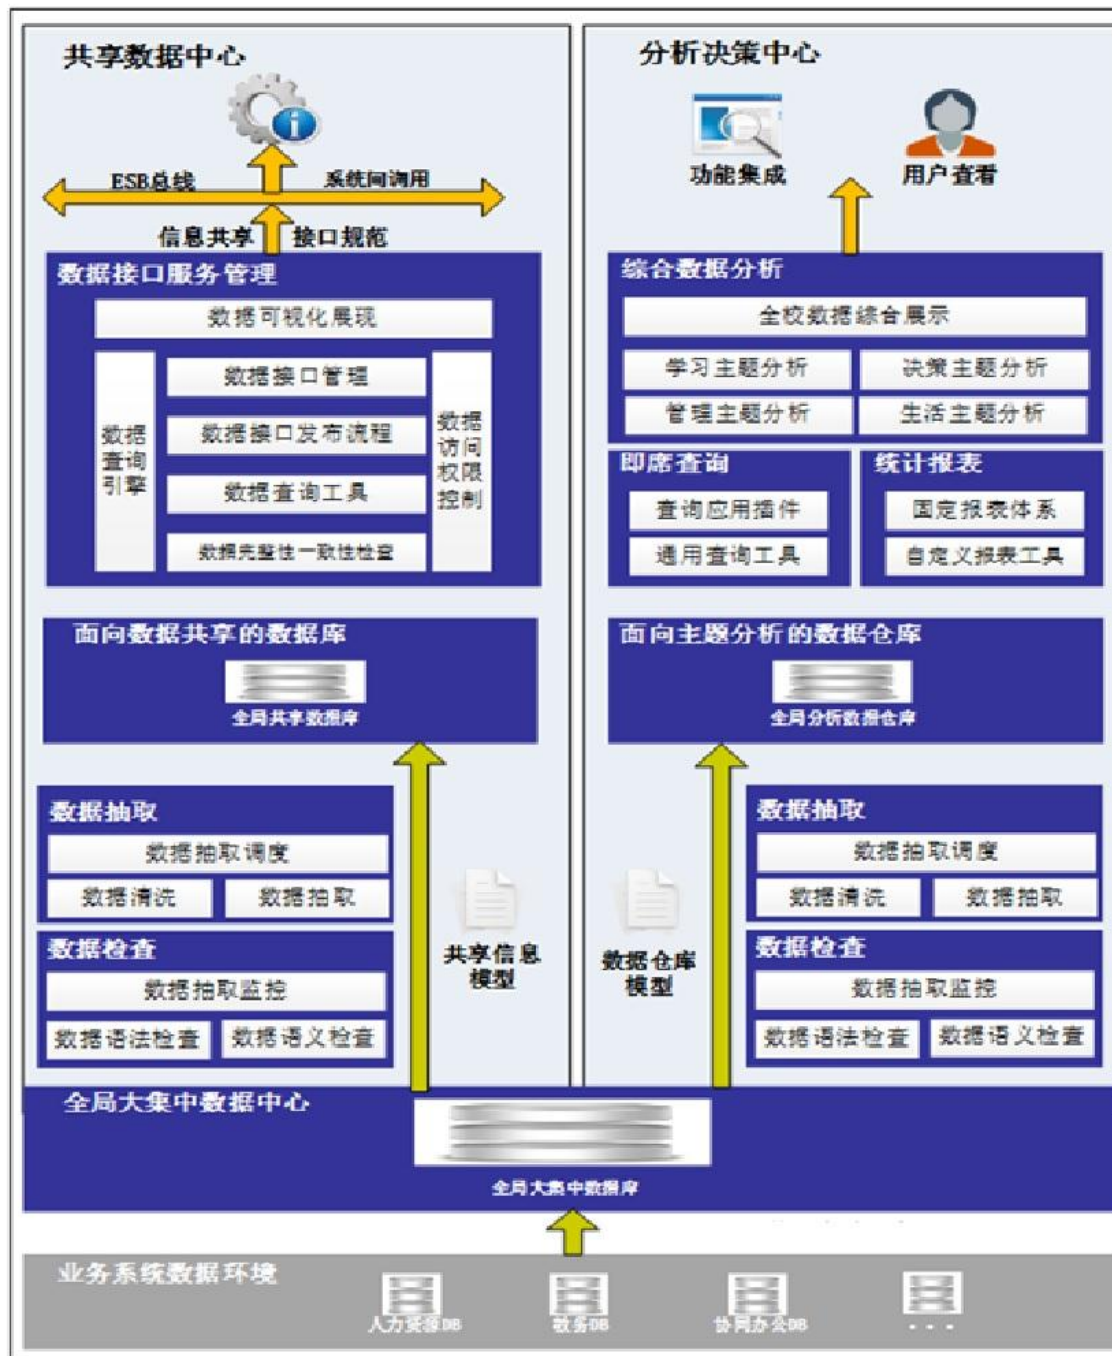 共享数据中心
ESB总线
系统间调用
信息共享
接口规范
数据接口服务管理
数据可视化展现
数据
查询
引擎
数据接口管理
数据接口发布流程
数据查询工具
数据完整性一致性检查
数据
访问
权限
控制
面向数据共享的数据库
全局共享数据库
数据抽取
数据抽取调度
数据清洗
数据抽取
数据检查
数据抽取监控
数据语法检查
数据语义检查
共享信息
模型
分析决策中心
功能集成
用户查看
综合数据分析
全校数据综合展示
学习主题分析
决策主题分析
管理主题分析
生活主题分析
即席查询
查询应用插件
通用查询工具
统计报表
固定报表体系
自定义报表工具
面向主题分析的数据仓库
全局分析数据仓库
数据仓库
模型
数据抽取
数据抽取调度
数据清洗
数据抽取
数据检查
数据抽取监控
数据语法检查
数据语义检查
全局大集中数据中心
全局大集中数据库
业务系统数据环境
人力资源DB
教务DB
协同办公DB
...